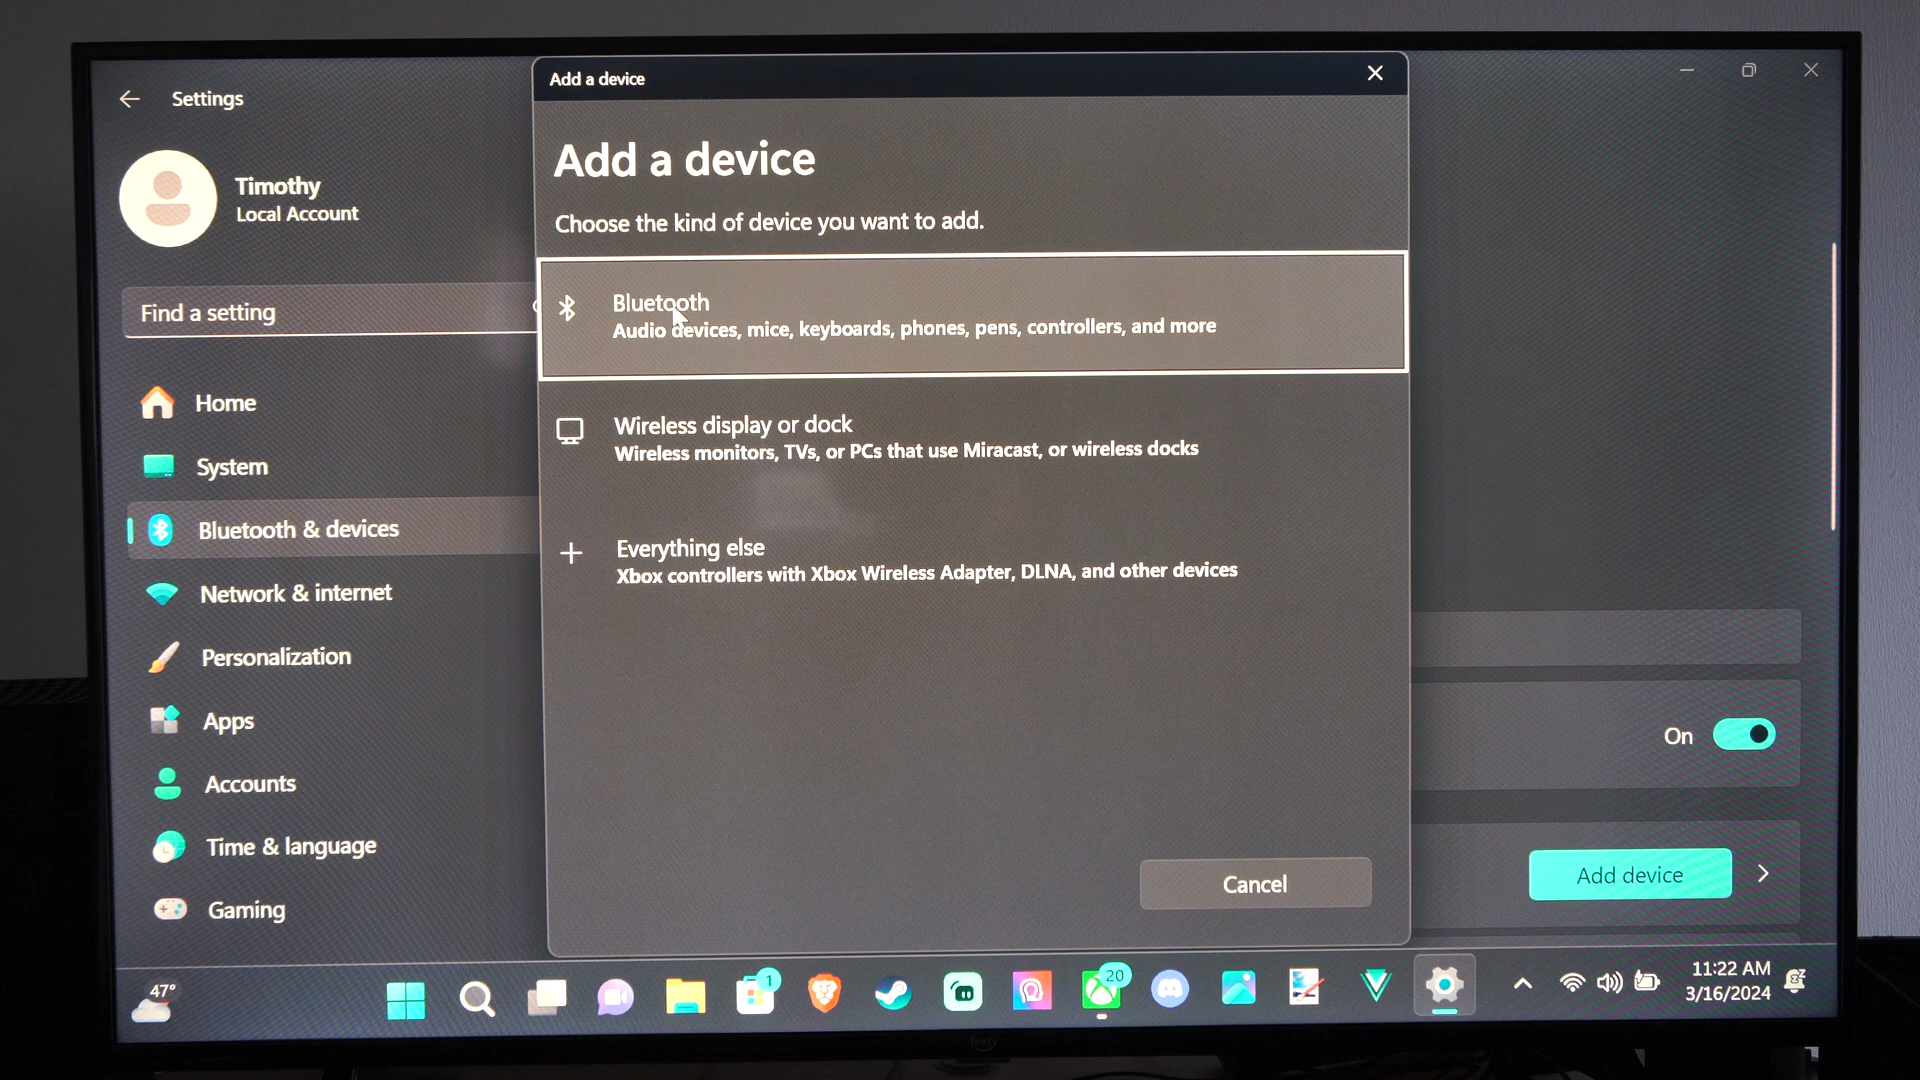 Add a device
Settings
Timothy
Local Account
Find a setting
Home
System
Bluetooth & devices
Network & internet
Personalization
Apps
Accounts
Time & language
Gaming
Add a device
Choose the kind of device you want to add.
Bluetooth
Audio devices, mice, keyboards, phones, pens, controllers, and more
Wireless display or dock
Wireless monitors, TVs, or PCs that use Miracast, or wireless docks
Everything else
Xbox controllers with Xbox Wireless Adapter, DLNA, and other devices
Cancel
On
Add device
47°
1
20
11:22 AM
3/16/2024
firetv